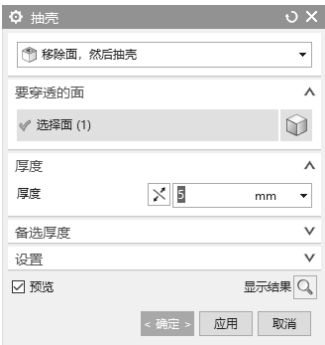 抽壳
移除面，然后抽壳
要穿透的面
选择面 (1)
厚度
厚度 5 mm
备选厚度
设置
预览 显示结果
< 确定 > 应用 取消